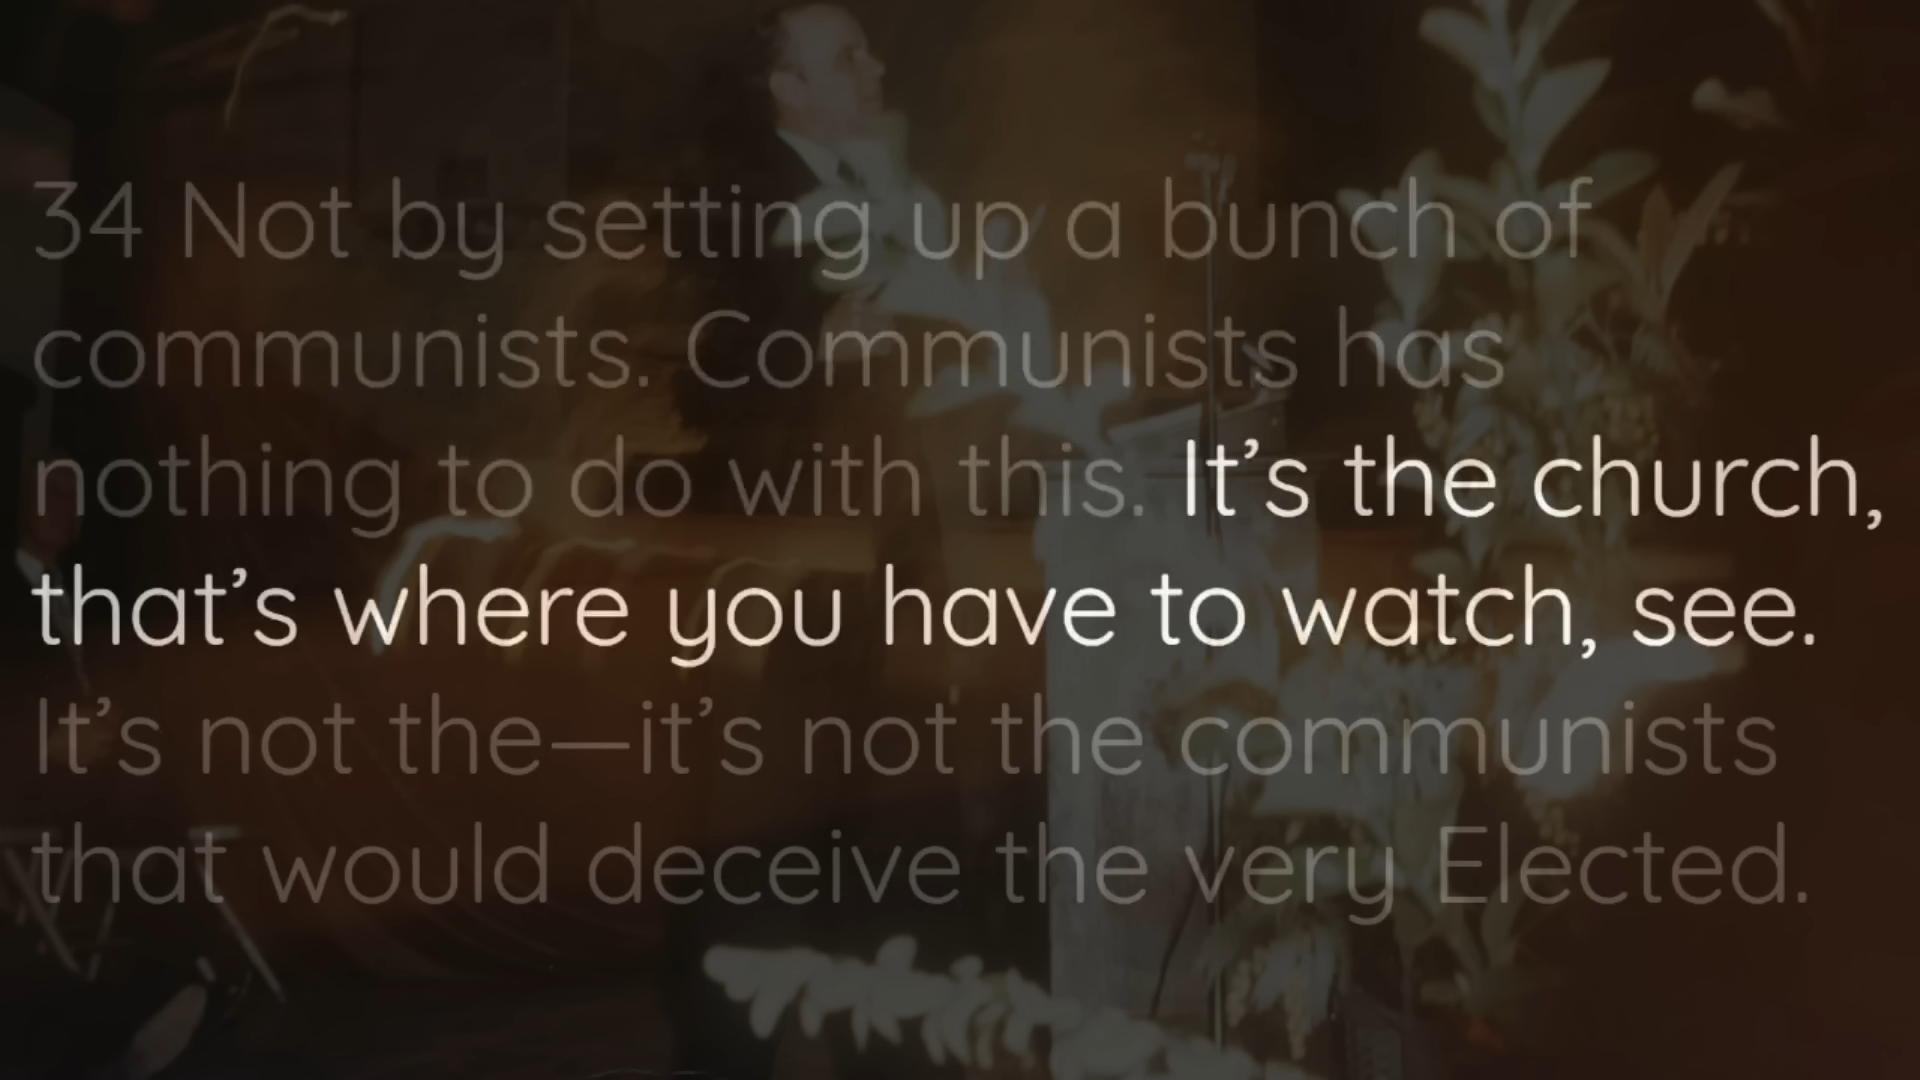 34 Not by setting up a bunch of
communists. Communists has
nothing to do with this. It’s the church,
that’s where you have to watch, see.
It’s not the—it’s not the communists
that would deceive the very Elected.